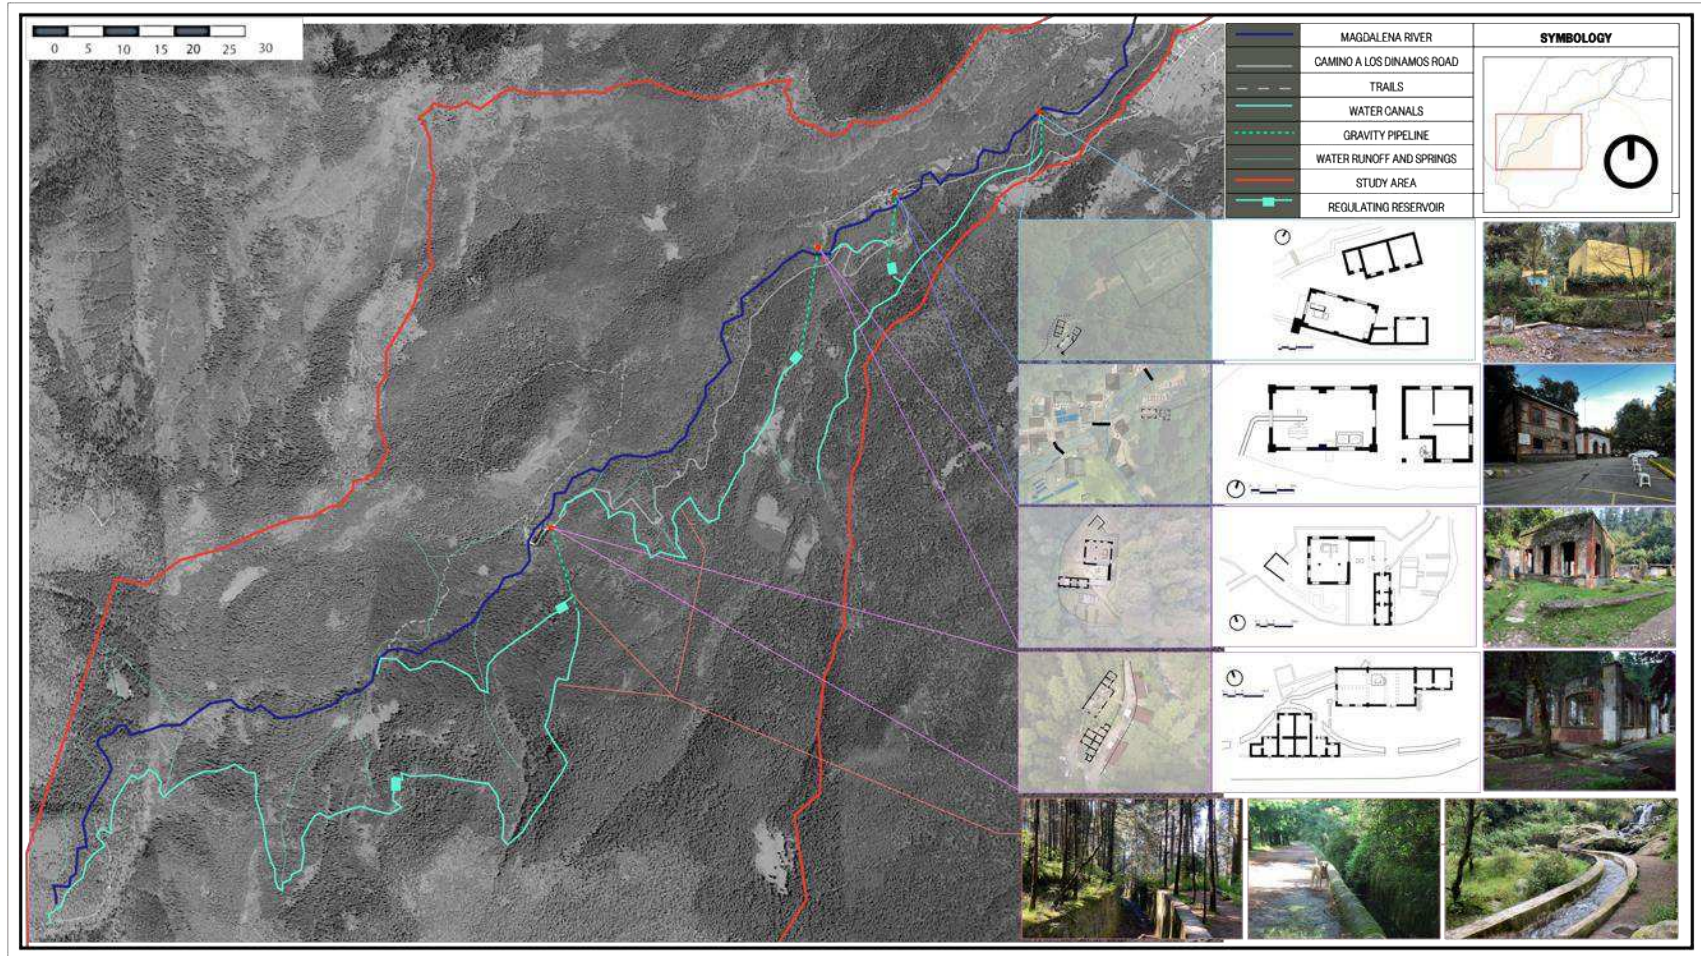 0 5 10 15 20 25 30
MAGDALENA RIVER
CAMINO A LOS DINAMOS ROAD
TRAILS
WATER CANALS
GRAVITY PIPELINE
WATER RUNOFF AND SPRINGS
STUDY AREA
REGULATING RESERVOIR
SYMBOLOGY